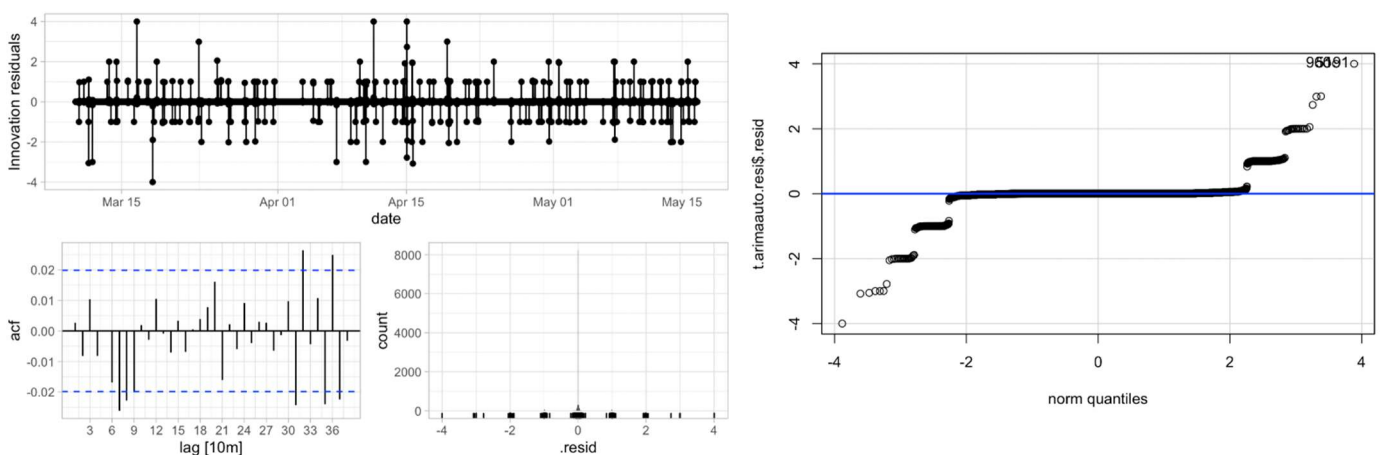 Innovation residuals
4
2
0
-2
-4
Mar 15
Apr 01
Apr 15
May 01
May 15
date
acf
0.02
0.01
0.00
-0.01
-0.02
3 6 9 12 15 18 21 24 27 30 33 36
lag [10m]
count
8000
6000
4000
2000
0
-4 -2 0 2 4
.resid
t.arimaauto.resi$.resid
4
2
0
-2
-4
-4 -2 0 2 4
norm quantiles